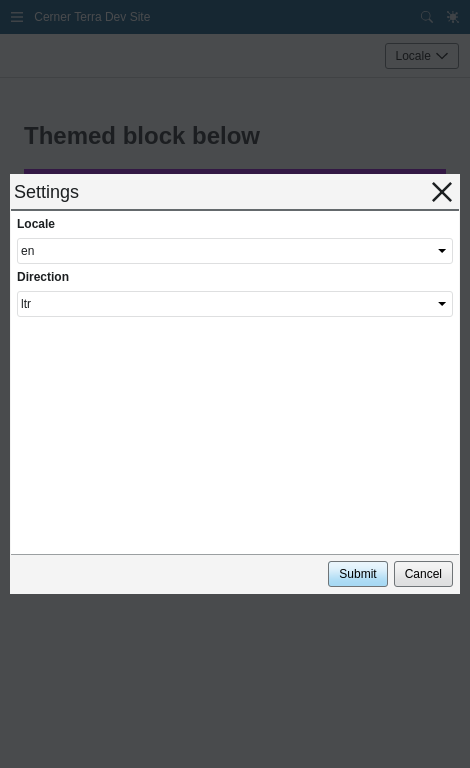 Cerner Terra Dev Site
Locale
Themed block below
Settings
Locale
en
Direction
ltr
Submit
Cancel